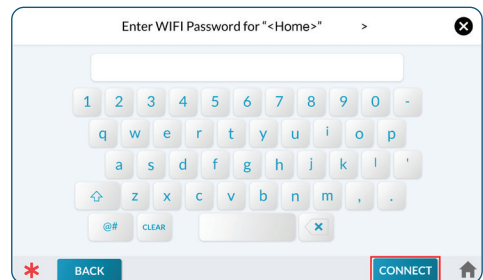 Enter WIFI Password for "<Home>" >
1 2 3 4 5 6 7 8 9 0 -
q w e r t y u i o p
a s d f g h j k l '
z x c v b n m , .
@# CLEAR
BACK CONNECT